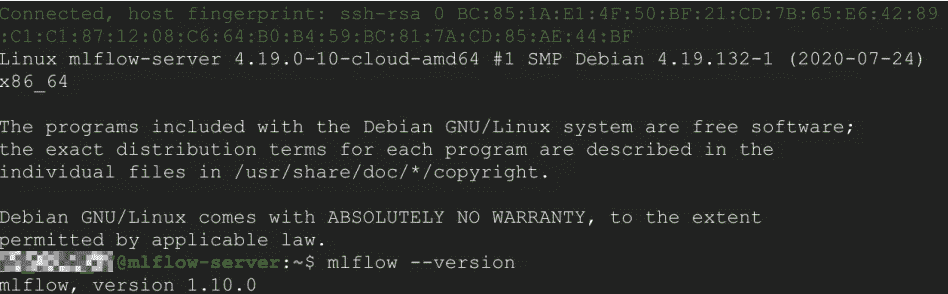 Connected, host fingerprint: ssh-rsa 0 BC:85:1A:E1:4F:50:BF:21:CD:7B:65:E6:42:89
:C1:C1:87:12:08:C6:64:B0:B4:59:BC:81:7A:CD:85:AE:44:BF
Linux mlflow-server 4.19.0-10-cloud-amd64 #1 SMP Debian 4.19.132-1 (2020-07-24)
x86_64
The programs included with the Debian GNU/Linux system are free software;
the exact distribution terms for each program are described in the
individual files in /usr/share/doc/*/copyright.
Debian GNU/Linux comes with ABSOLUTELY NO WARRANTY, to the extent
permitted by applicable law.
@mlflow-server:~$ mlflow --version
mlflow, version 1.10.0